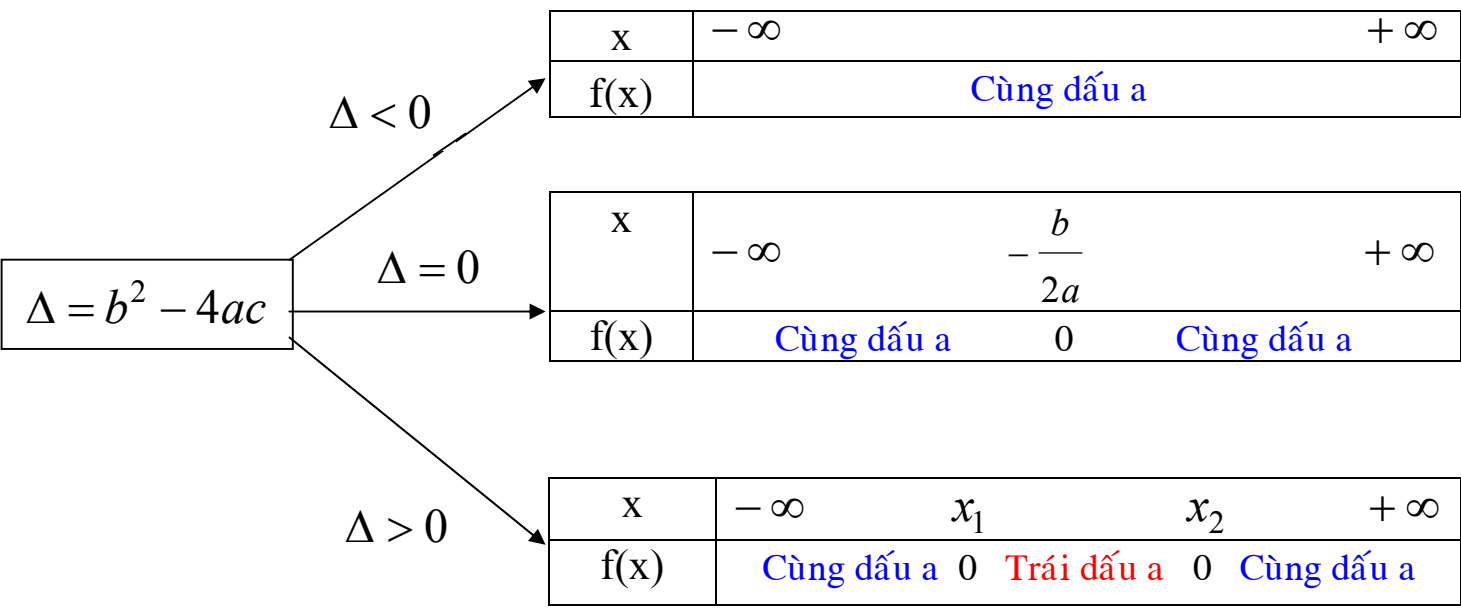 x − ∞ + ∞
f(x) Cùng dấu a
Δ < 0
x − ∞ − b/2a + ∞
f(x) Cùng dấu a 0 Cùng dấu a
Δ = 0
Δ = b² − 4ac
x − ∞ x₁ x₂ + ∞
f(x) Cùng dấu a 0 Trái dấu a 0 Cùng dấu a
Δ > 0